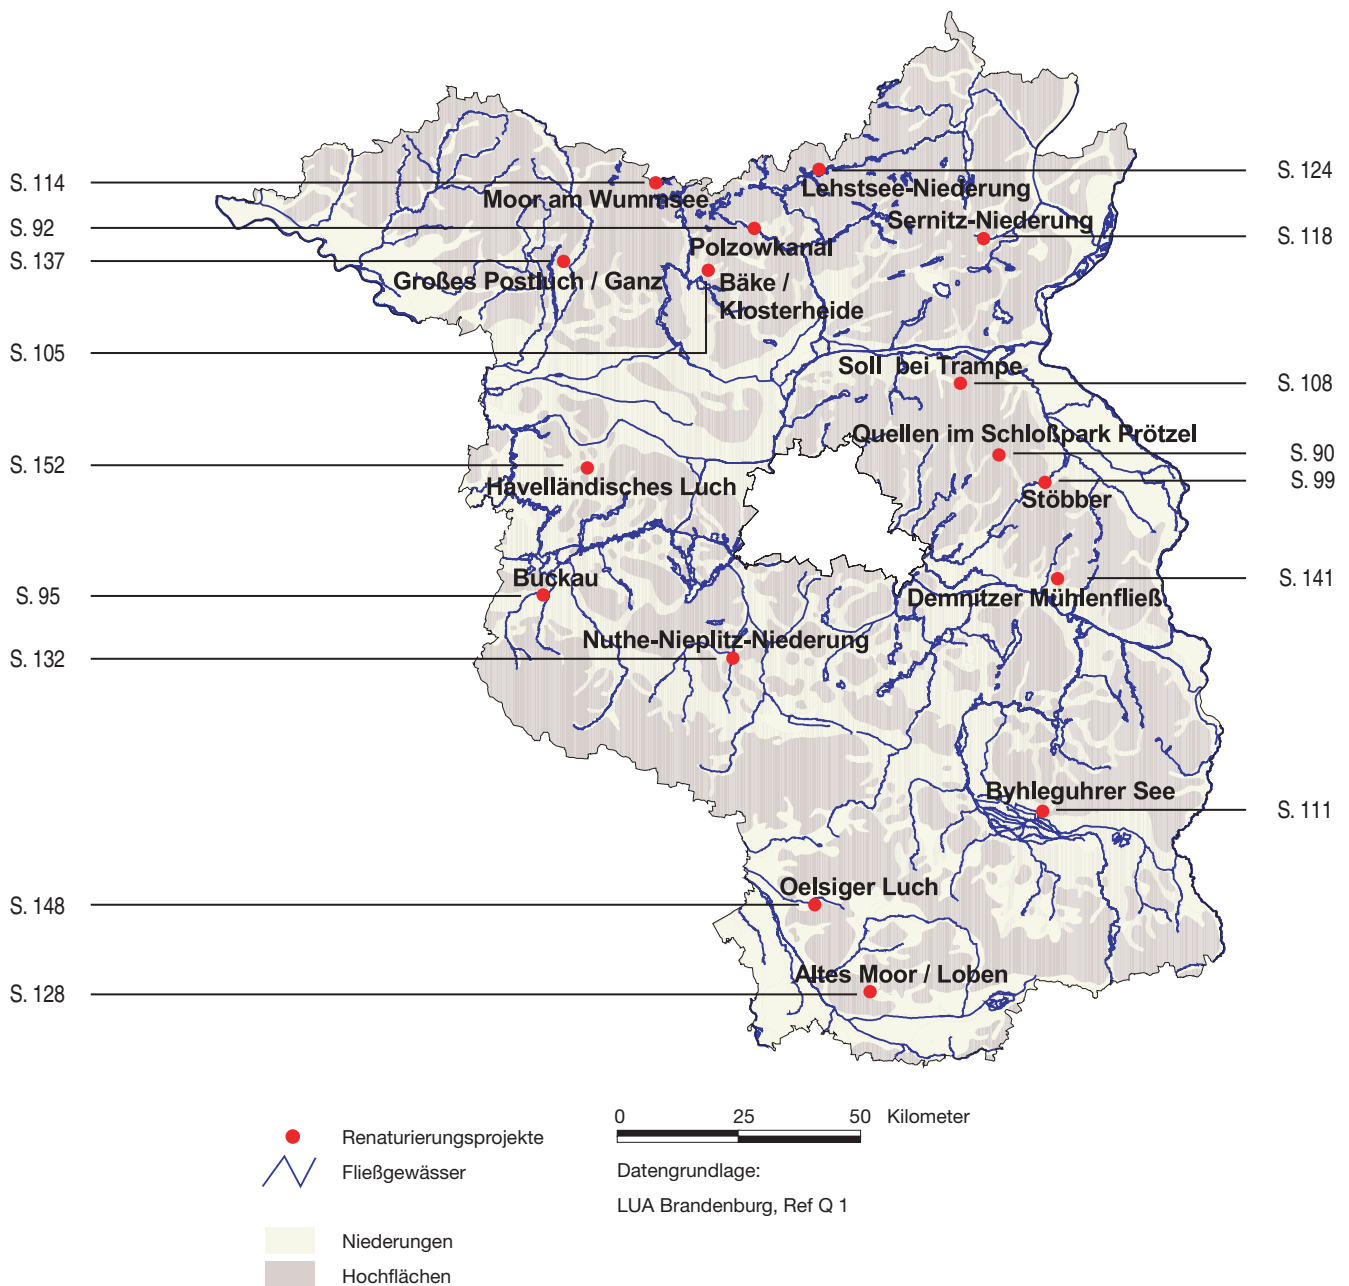 S. 114
S. 124
Moor am Wummsee
Lehstsee-Niederung
S. 92
Sernitz-Niederung
S. 118
Polzowkanal
S. 137
Großes Postluch / Ganz
Bäke /
Klosterheide
S. 105
Soll bei Trampe
S. 108
Quellen im Schloßpark Prötzel
S. 90
S. 152
Havelländisches Luch
Stöbber
S. 99
Buckau
S. 141
S. 95
Demnitzer Mühlenfließ
Nuthe-Nieplitz-Niederung
S. 132
Byhleguhrer See
S. 111
Oelsiger Luch
S. 148
Altes Moor / Loben
S. 128
0 25 50 Kilometer
Renaturierungsprojekte
Fließgewässer
Datengrundlage:
LUA Brandenburg, Ref Q 1
Niederungen
Hochflächen